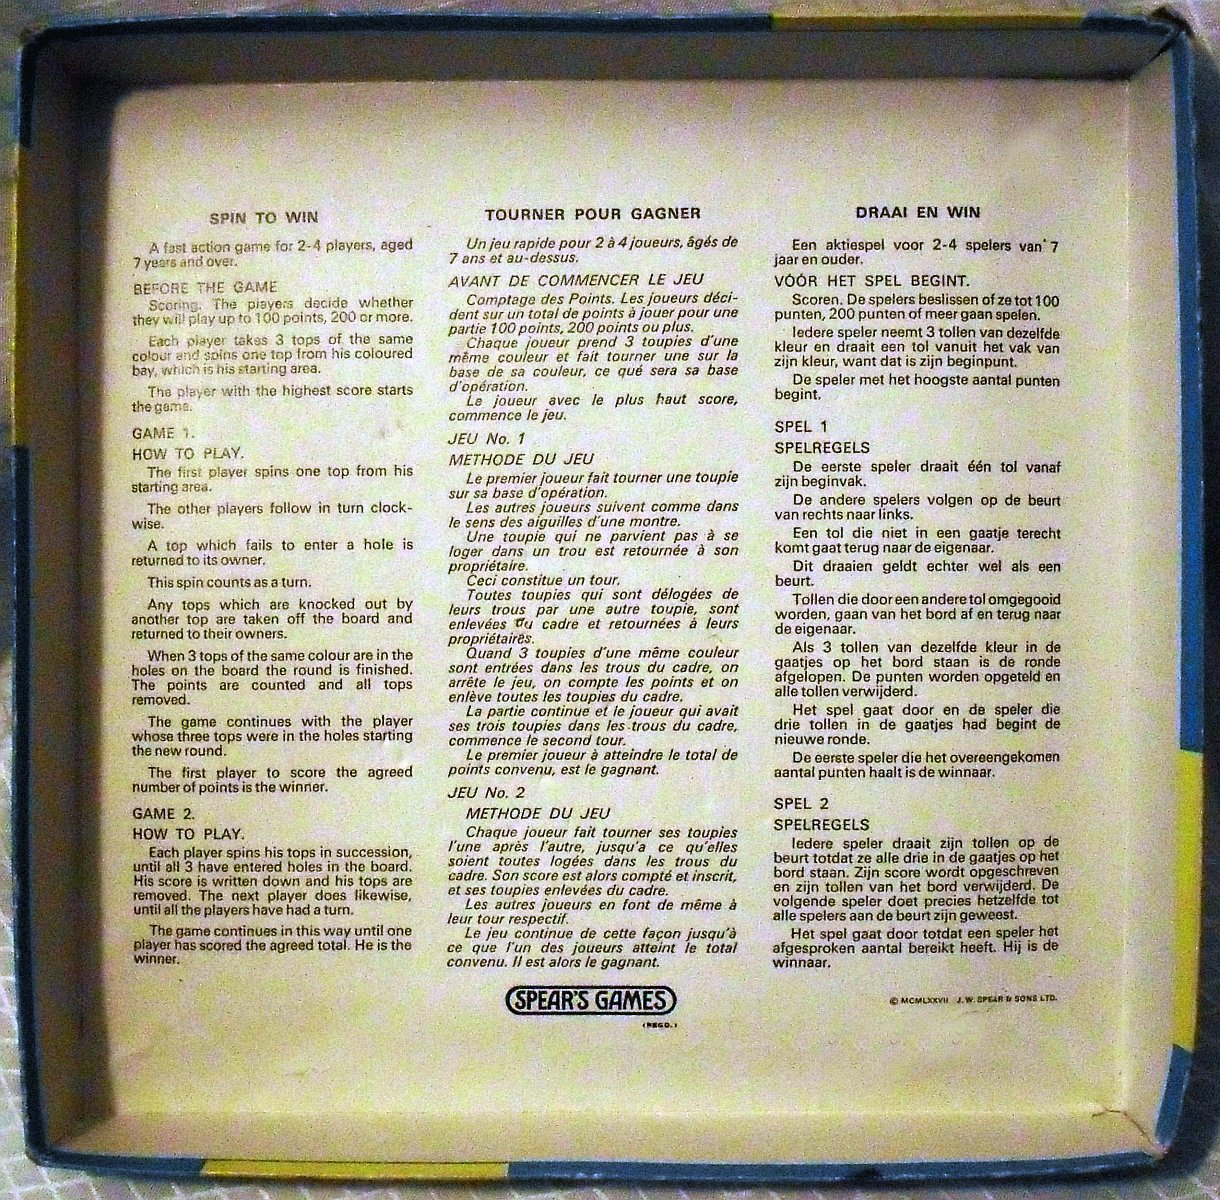 SPIN TO WIN
A fast action game for 2-4 players, aged
7 years and over.
BEFORE THE GAME
Scoring. The players decide whether
they will play up to 100 points, 200 or more.
Each player takes 3 tops of the same
colour and spins one top from his coloured
bay, which is his starting area.
The player with the highest score starts
the game.
GAME 1.
HOW TO PLAY.
The first player spins one top from his
starting area.
The other players follow in turn clock-
wise.
A top which fails to enter a hole is
returned to its owner.
This spin counts as a turn.
Any tops which are knocked out by
another top are taken off the board and
returned to their owners.
When 3 tops of the same colour are in the
holes on the board the round is finished.
The points are counted and all tops
removed.
The game continues with the player
whose three tops were in the holes starting
the new round.
The first player to score the agreed
number of points is the winner.
GAME 2.
HOW TO PLAY.
Each player spins his tops in succession,
until all 3 have entered holes in the board.
His score is written down and his tops are
removed. The next player does likewise,
until all the players have had a turn.
The game continues in this way until one
player has scored the agreed total. He is the
winner.
TOURNER POUR GAGNER
Un jeu rapide pour 2 à 4 joueurs, âgés de
7 ans et au-dessus.
AVANT DE COMMENCER LE JEU
Comptage des Points. Les joueurs déci-
dent sur un total de points à jouer pour une
partie 100 points, 200 points ou plus.
Chaque joueur prend 3 toupies d'une
même couleur et fait tourner une sur la
base de sa couleur, ce qué sera sa base
d'opération.
Le joueur avec le plus haut score,
commence le jeu.
JEU No. 1
METHODE DU JEU
Le premier joueur fait tourner une toupie
sur sa base d'opération.
Les autres joueurs suivent comme dans
le sens des aiguilles d'une montre.
Une toupie qui ne parvient pas à se
loger dans un trou est retournée à son
propriétaire.
Ceci constitue un tour.
Toutes toupies qui sont délogées de
leurs trous par une autre toupie, sont
enlevées du cadre et retournées à leurs
propriétaires.
Quand 3 toupies d'une même couleur
sont entrées dans les trous du cadre, on
arrête le jeu, on compte les points et on
enlève toutes les toupies du cadre.
La partie continue et le joueur qui avait
ses trois toupies dans les trous du cadre,
commence le second tour.
Le premier joueur à atteindre le total de
points convenu, est le gagnant.
JEU No. 2
METHODE DU JEU
Chaque joueur fait tourner ses toupies
l'une après l'autre, jusqu'a ce qu'elles
soient toutes logées dans les trous du
cadre. Son score est alors compté et inscrit,
et ses toupies enlevées du cadre.
Les autres joueurs en font de même à
leur tour respectif.
Le jeu continue de cette façon jusqu'à
ce que l'un des joueurs atteint le total
convenu. Il est alors le gagnant.
DRAAI EN WIN
Een aktiespel voor 2-4 spelers van 7
jaar en ouder.
VÓÓR HET SPEL BEGINT.
Scoren. De spelers beslissen of ze tot 100
punten, 200 punten of meer gaan spelen.
Iedere speler neemt 3 tollen van dezelfde
kleur en draait een tol vanuit het vak van
zijn kleur, want dat is zijn beginpunt.
De speler met het hoogste aantal punten
begint.
SPEL 1
SPELREGELS
De eerste speler draait één tol vanaf
zijn beginvak.
De andere spelers volgen op de beurt
van rechts naar links.
Een tol die niet in een gaatje terecht
komt gaat terug naar de eigenaar.
Dit draaien geldt echter wel als een
beurt.
Tollen die door een andere tol omgegooid
worden, gaan van het bord af en terug naar
de eigenaar.
Als 3 tollen van dezelfde kleur in de
gaatjes op het bord staan is de ronde
afgelopen. De punten worden opgeteld en
alle tollen verwijderd.
Het spel gaat door en de speler die
drie tollen in de gaatjes had begint de
nieuwe ronde.
De eerste speler die het overeengekomen
aantal punten haalt is de winnaar.
SPEL 2
SPELREGELS
Iedere speler draait zijn tollen op de
beurt totdat ze alle drie in de gaatjes op het
bord staan. Zijn score wordt opgeschreven
en zijn tollen van het bord verwijderd. De
volgende speler doet precies hetzelfde tot
alle spelers aan de beurt zijn geweest.
Het spel gaat door totdat een speler het
afgesproken aantal bereikt heeft. Hij is de
winnaar.
SPEAR'S GAMES
(REGD.)
© MCMLXXVII J. W. SPEAR & SONS LTD.